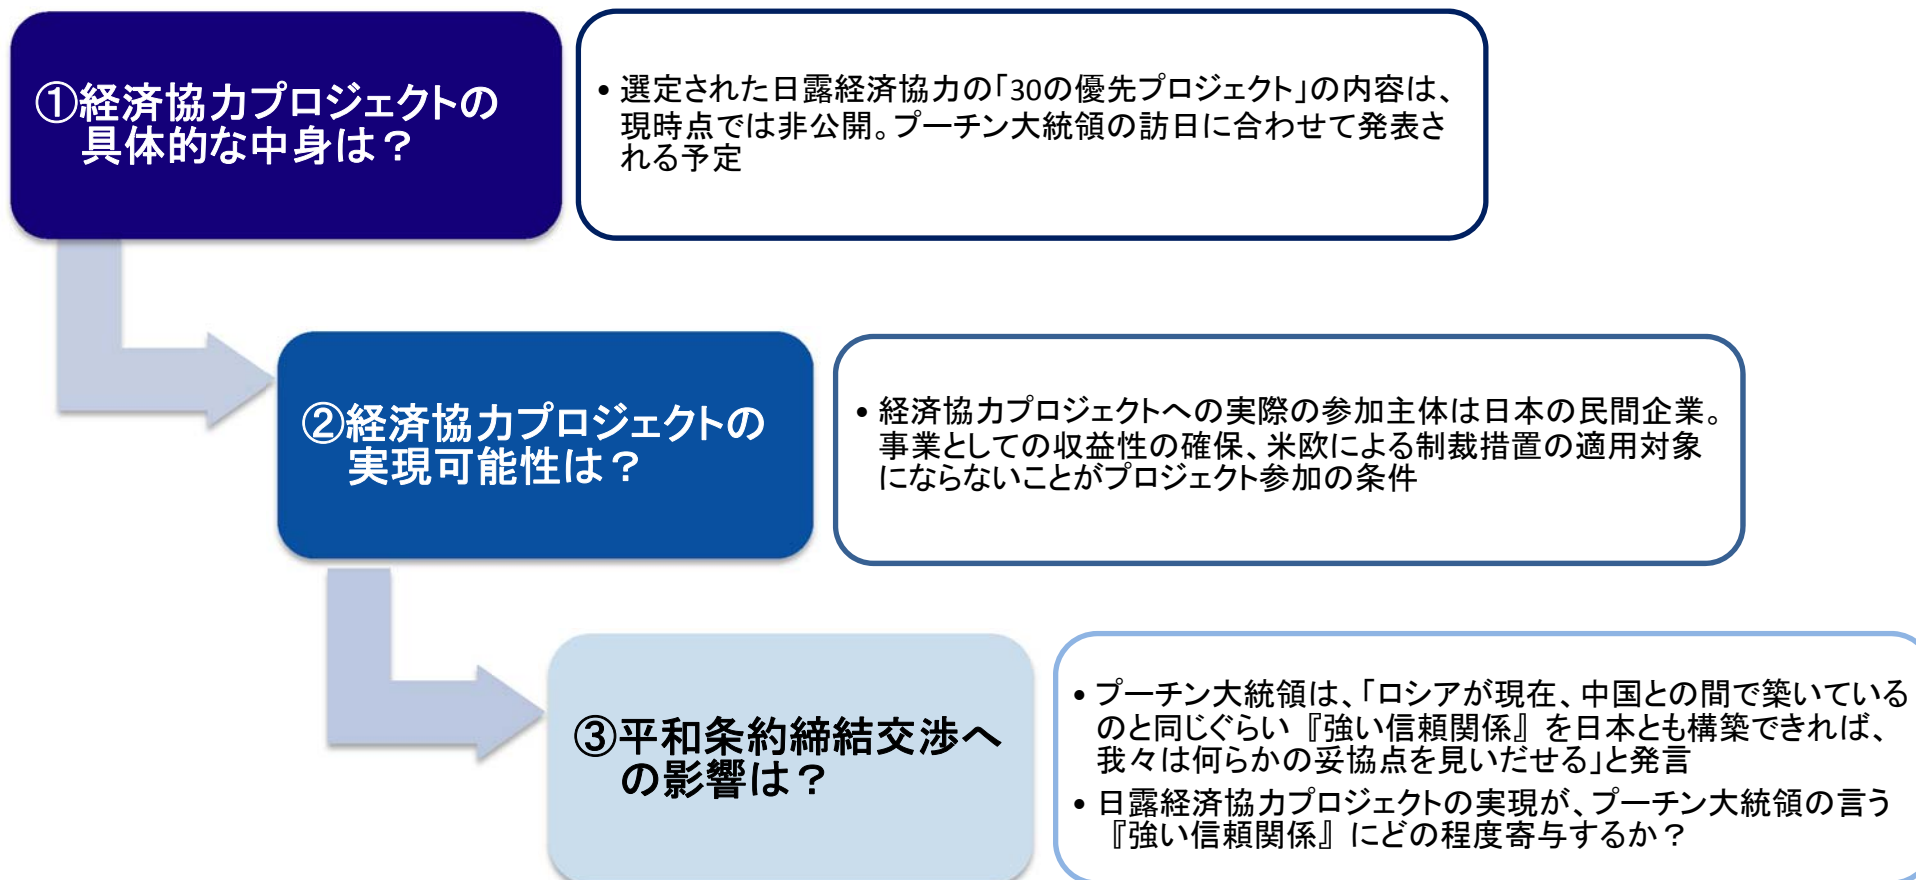 ①経済協力プロジェクトの
具体的な中身は？
• 選定された日露経済協力の「30の優先プロジェクト」の内容は、
現時点では非公開。プーチン大統領の訪日に合わせて発表さ
れる予定
②経済協力プロジェクトの
実現可能性は？
• 経済協力プロジェクトへの実際の参加主体は日本の民間企業。
事業としての収益性の確保、米欧による制裁措置の適用対象
にならないことがプロジェクト参加の条件
③平和条約締結交渉へ
の影響は？
• プーチン大統領は、「ロシアが現在、中国との間で築いている
のと同じぐらい『強い信頼関係』を日本とも構築できれば、
我々は何らかの妥協点を見いだせる」と発言
• 日露経済協力プロジェクトの実現が、プーチン大統領の言う
『強い信頼関係』にどの程度寄与するか？